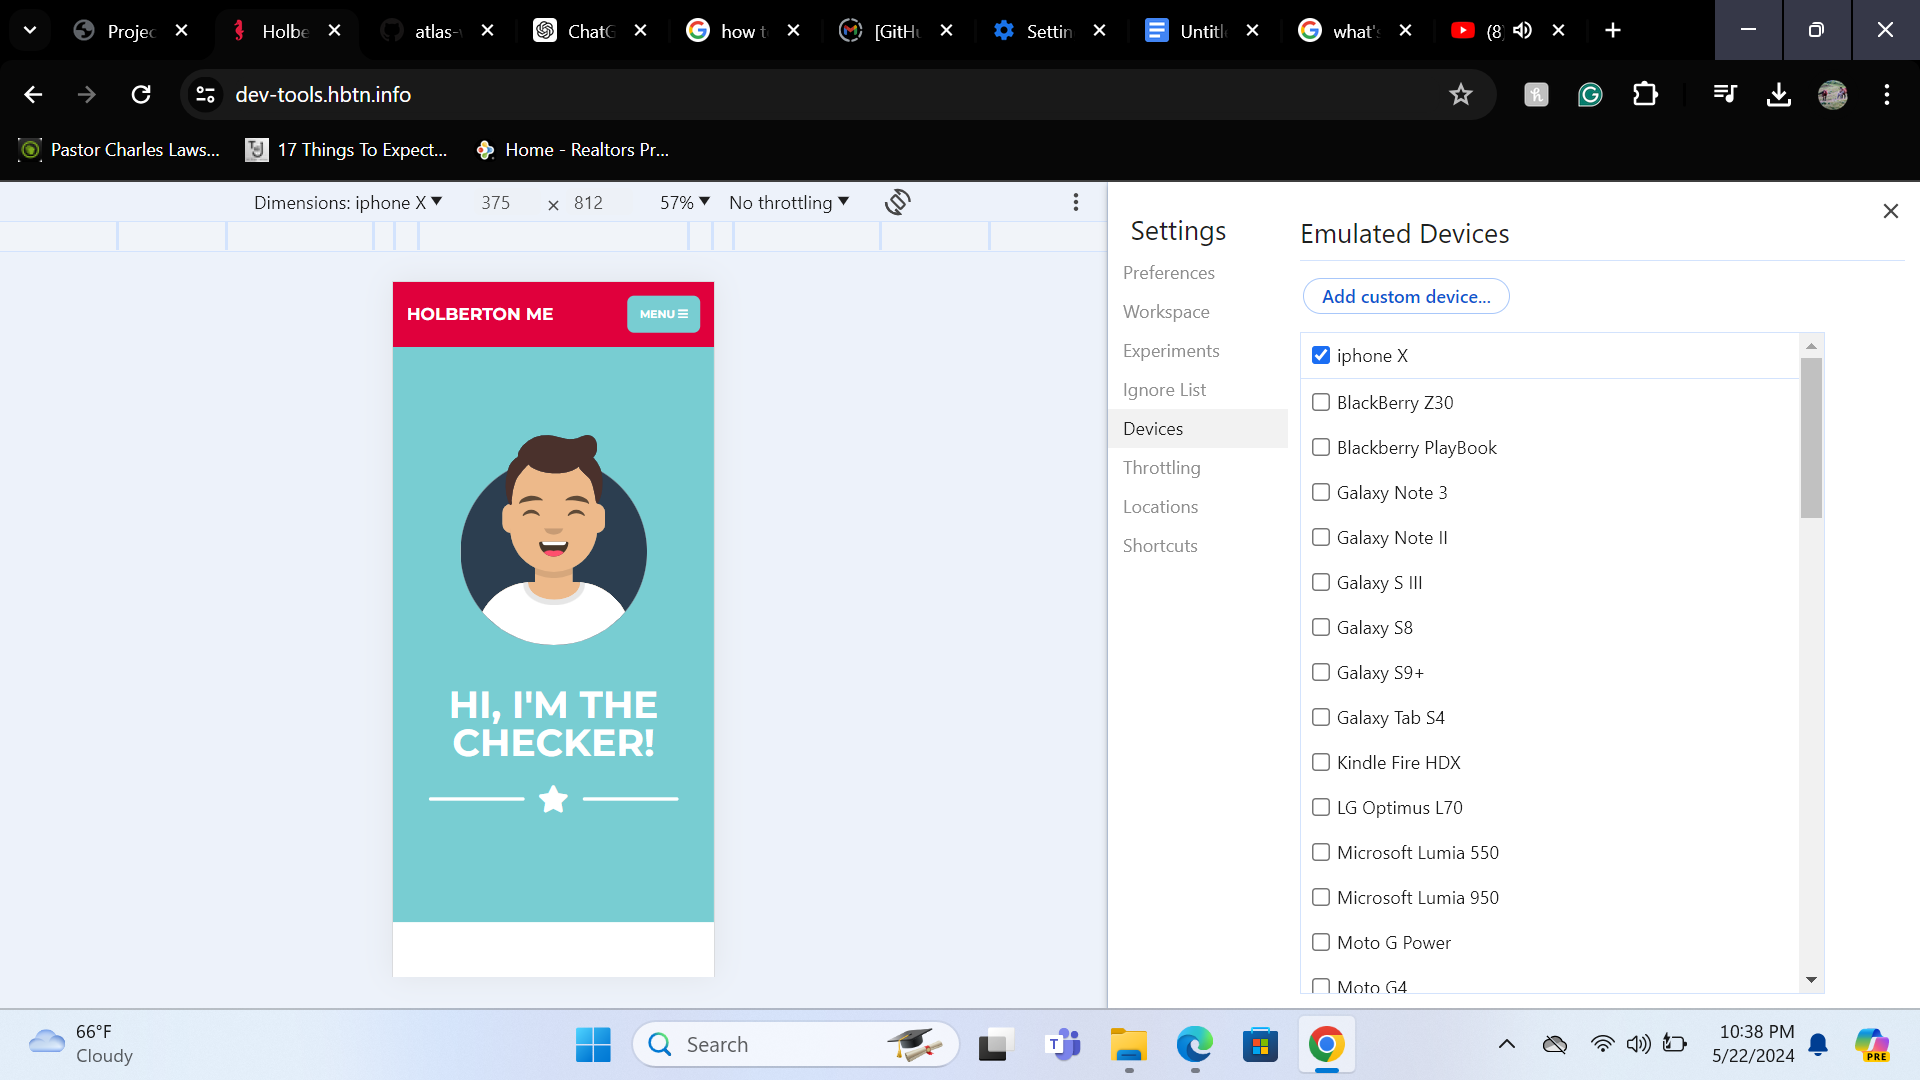 Projec
Holbe
atlas-v
ChatG
how t
[GitHu
Settin
Untitl
what's
(8)
dev-tools.hbtn.info
Pastor Charles Laws...
17 Things To Expect...
Home - Realtors Pr...
Dimensions: iphone X 375 × 812 57% No throttling
HOLBERTON ME
MENU
HI, I'M THE
CHECKER!
Settings
Preferences
Workspace
Experiments
Ignore List
Devices
Throttling
Locations
Shortcuts
Emulated Devices
Add custom device...
iphone X
BlackBerry Z30
Blackberry PlayBook
Galaxy Note 3
Galaxy Note II
Galaxy S III
Galaxy S8
Galaxy S9+
Galaxy Tab S4
Kindle Fire HDX
LG Optimus L70
Microsoft Lumia 550
Microsoft Lumia 950
Moto G Power
Moto G4
66°F
Cloudy
Search
10:38 PM
5/22/2024
PRE